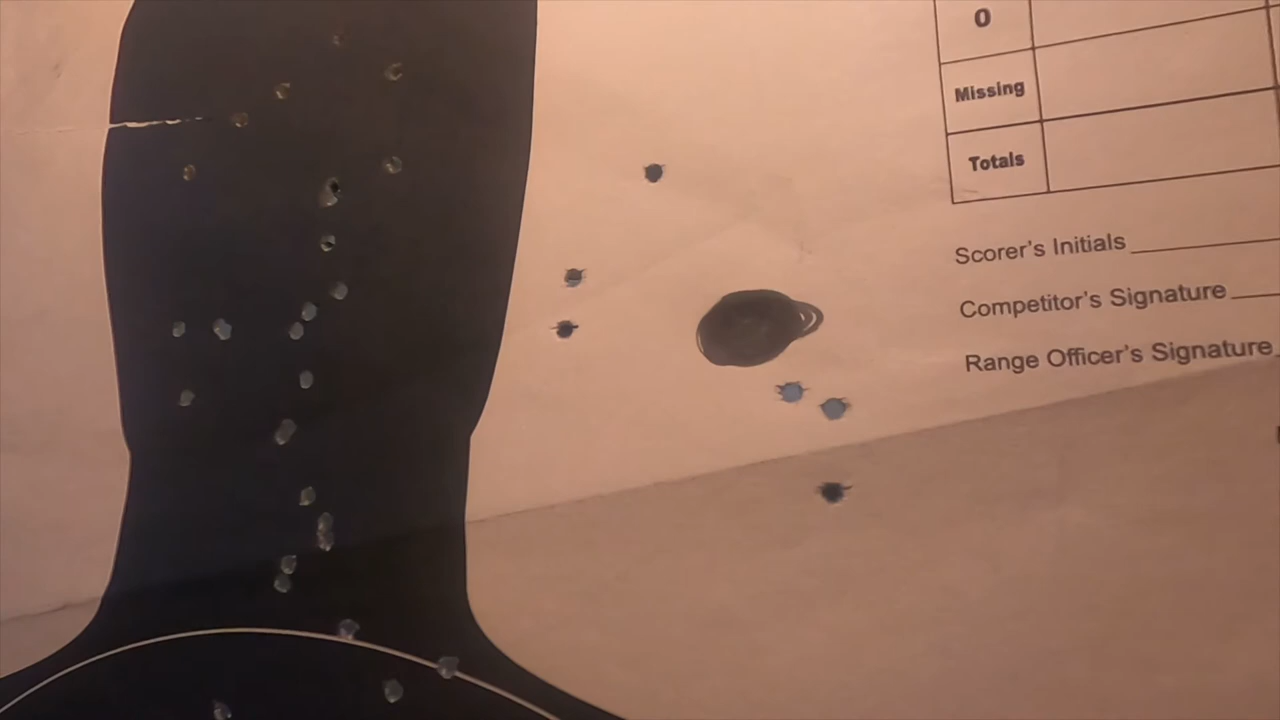 0
Missing
Totals
Scorer's Initials
Competitor's Signature
Range Officer's Signature